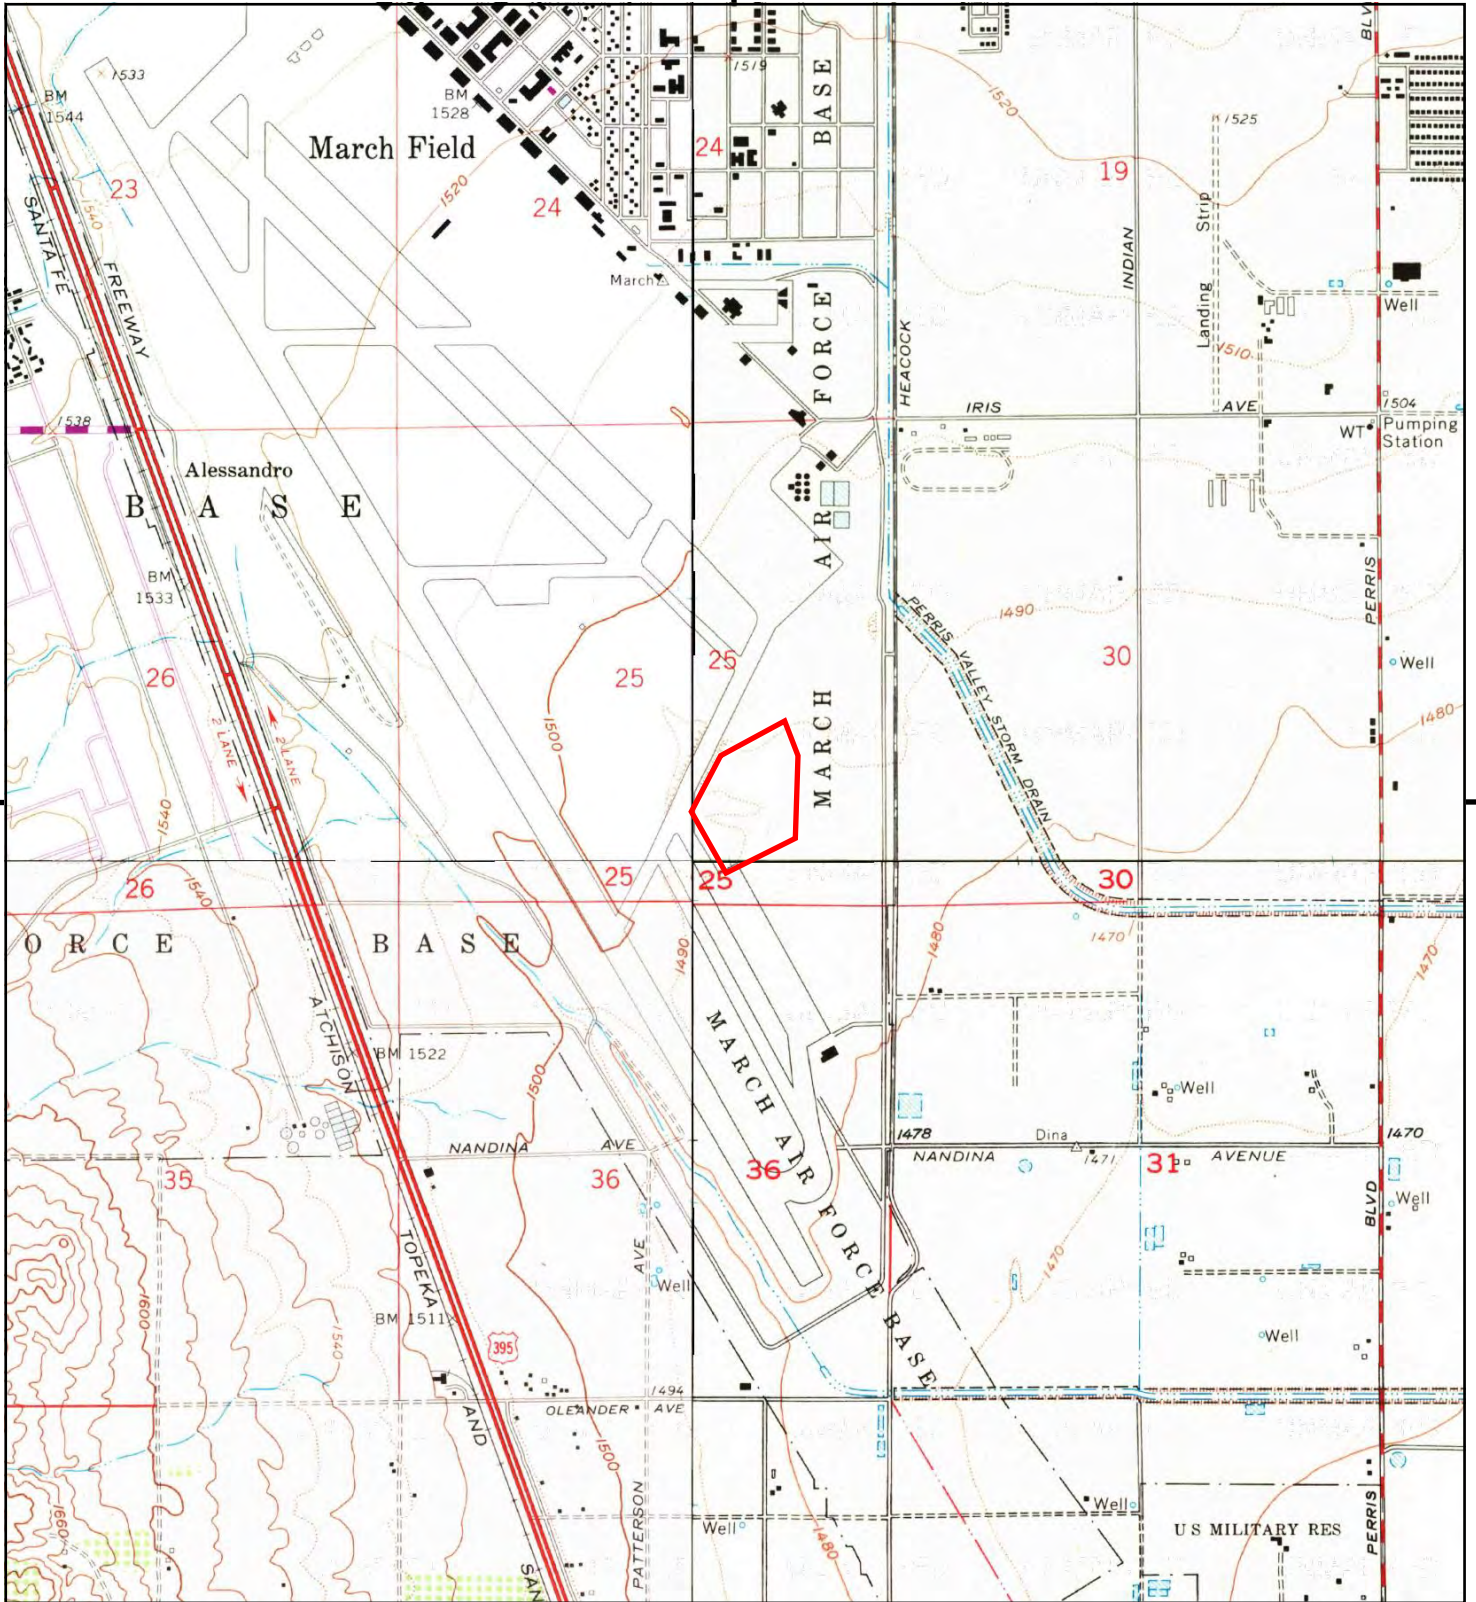 BLVD
1533
1519
BM
1544
BM
1528
BASE
1520
1525
March Field
24
19
23
1520
24
1540
SANTA FE
FREEWAY
INDIAN
Landing Strip
March
Well
FORCE
HEACOCK
1510
1538
IRIS
AVE
1504
WT
Pumping
Station
Alessandro
BASE
AIR
BM
1533
PERRIS
PERRIS VALLEY STORM DRAIN
1490
26
25
25
30
Well
MARCH
1500
2 LANE
2 LANE
1480
1540
26
1540
25
25
30
ORCE
BASE
1490
1480
1470
1470
ATCHISON
MARCH AIR FORCE BASE
BM 1522
1500
Well
NANDINA
AVE
1478
Dina
1470
NANDINA
1471
AVENUE
35
36
36
31
Well
BLVD
TOPEKA
AVE
Well
1470
1600
1540
BM 1511
395
Well
1494
OLEANDER
AVE
AND
1500
1660
PATTERSON
Well
1480
Well
US MILITARY RES
PERRIS
SAN